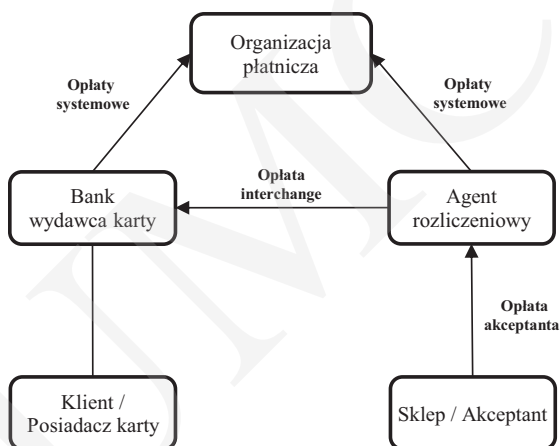 Organizacja
płatnicza
Opłaty
systemowe
Opłaty
systemowe
Opłata
interchange
Bank
wydawca karty
Agent
rozliczeniowy
Opłata
akceptanta
Klient /
Posiadacz karty
Sklep / Akceptant
UMC